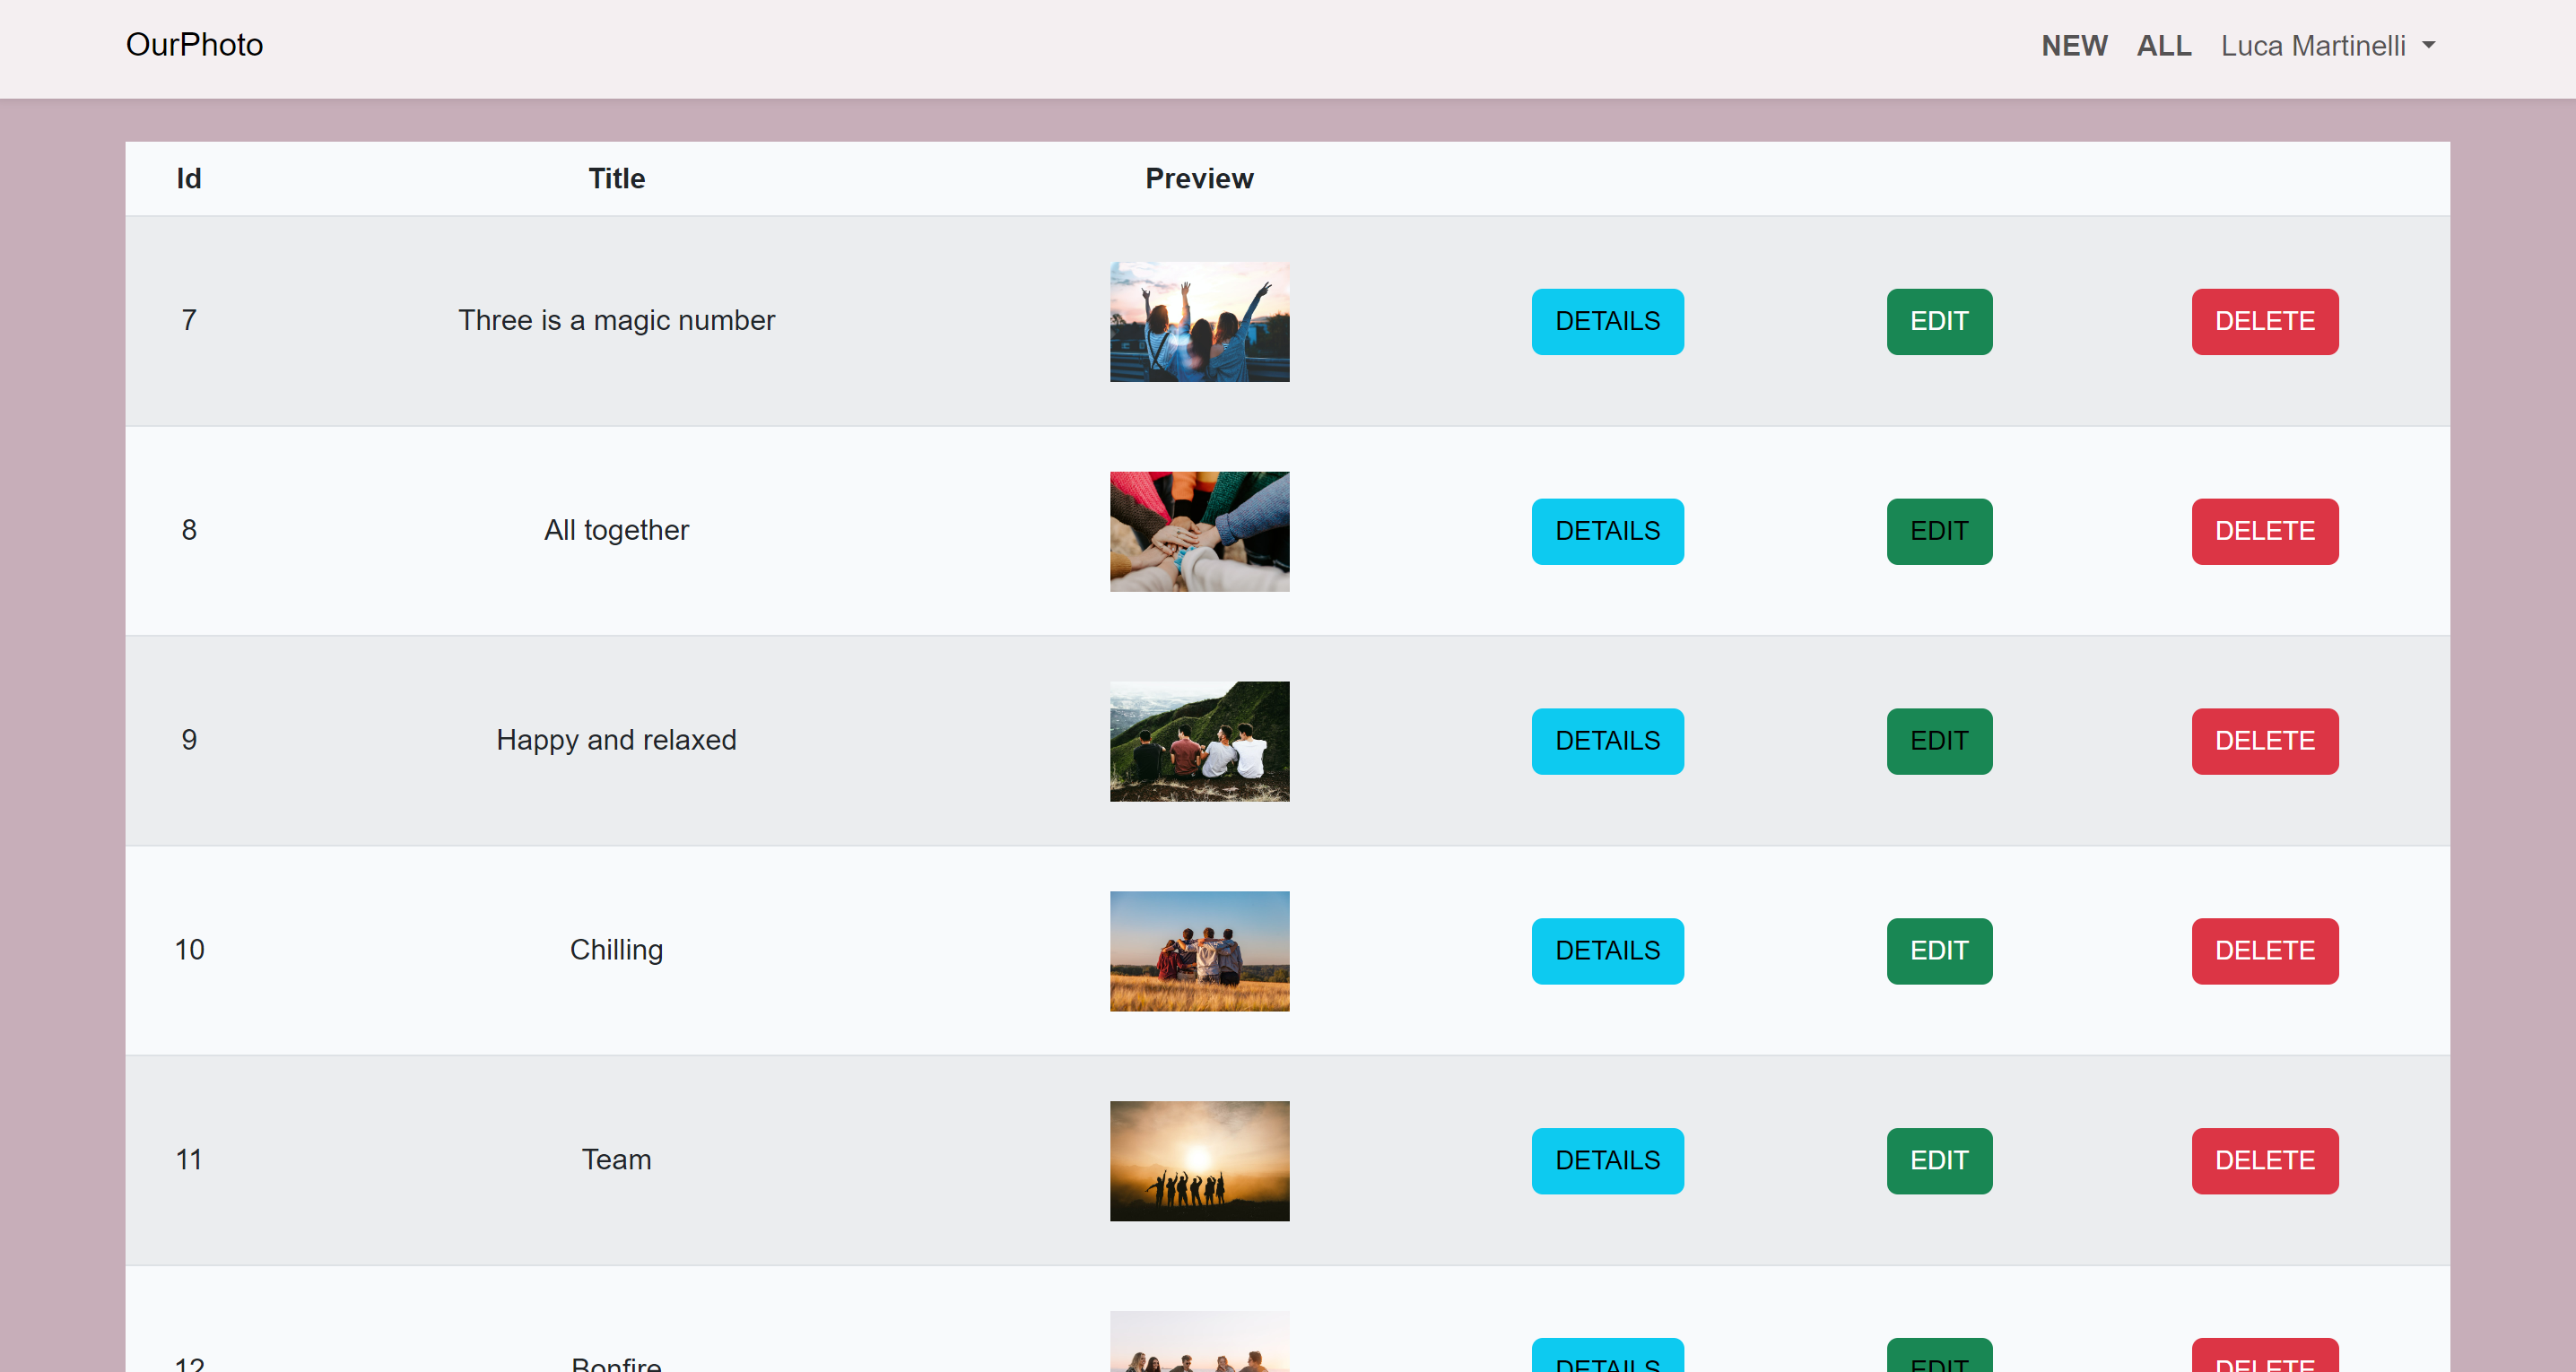 OurPhoto NEW ALL Luca Martinelli
Id Title Preview
7 Three is a magic number DETAILS EDIT DELETE
8 All together DETAILS EDIT DELETE
9 Happy and relaxed DETAILS EDIT DELETE
10 Chilling DETAILS EDIT DELETE
11 Team DETAILS EDIT DELETE
12 Bonfire DETAILS EDIT DELETE